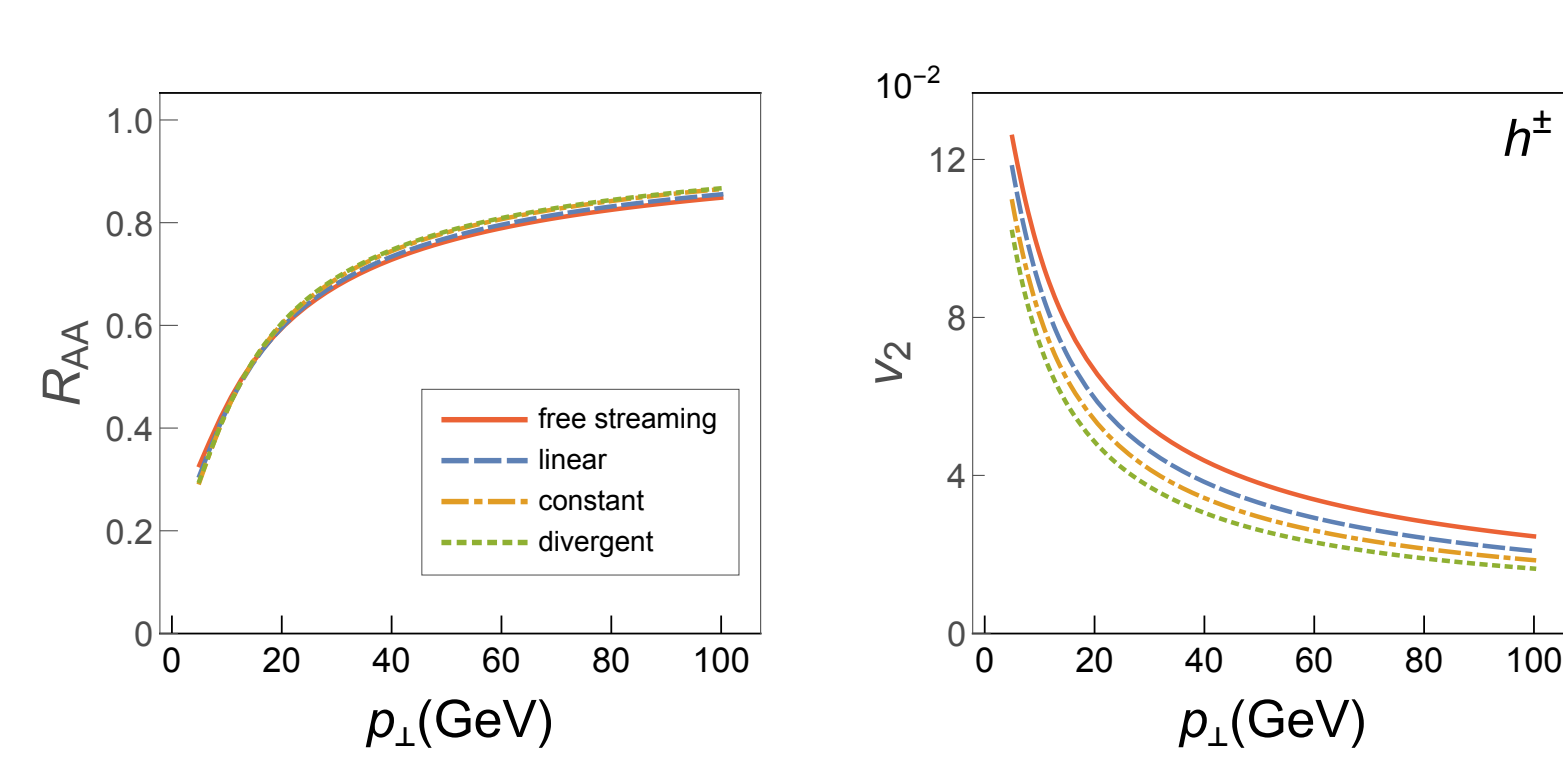 1.0
0.8
0.6
0.4
0.2
0
R_AA
free streaming
linear
constant
divergent
0 20 40 60 80 100
p⊥(GeV)
10⁻²
h±
12
8
4
0
v₂
0 20 40 60 80 100
p⊥(GeV)